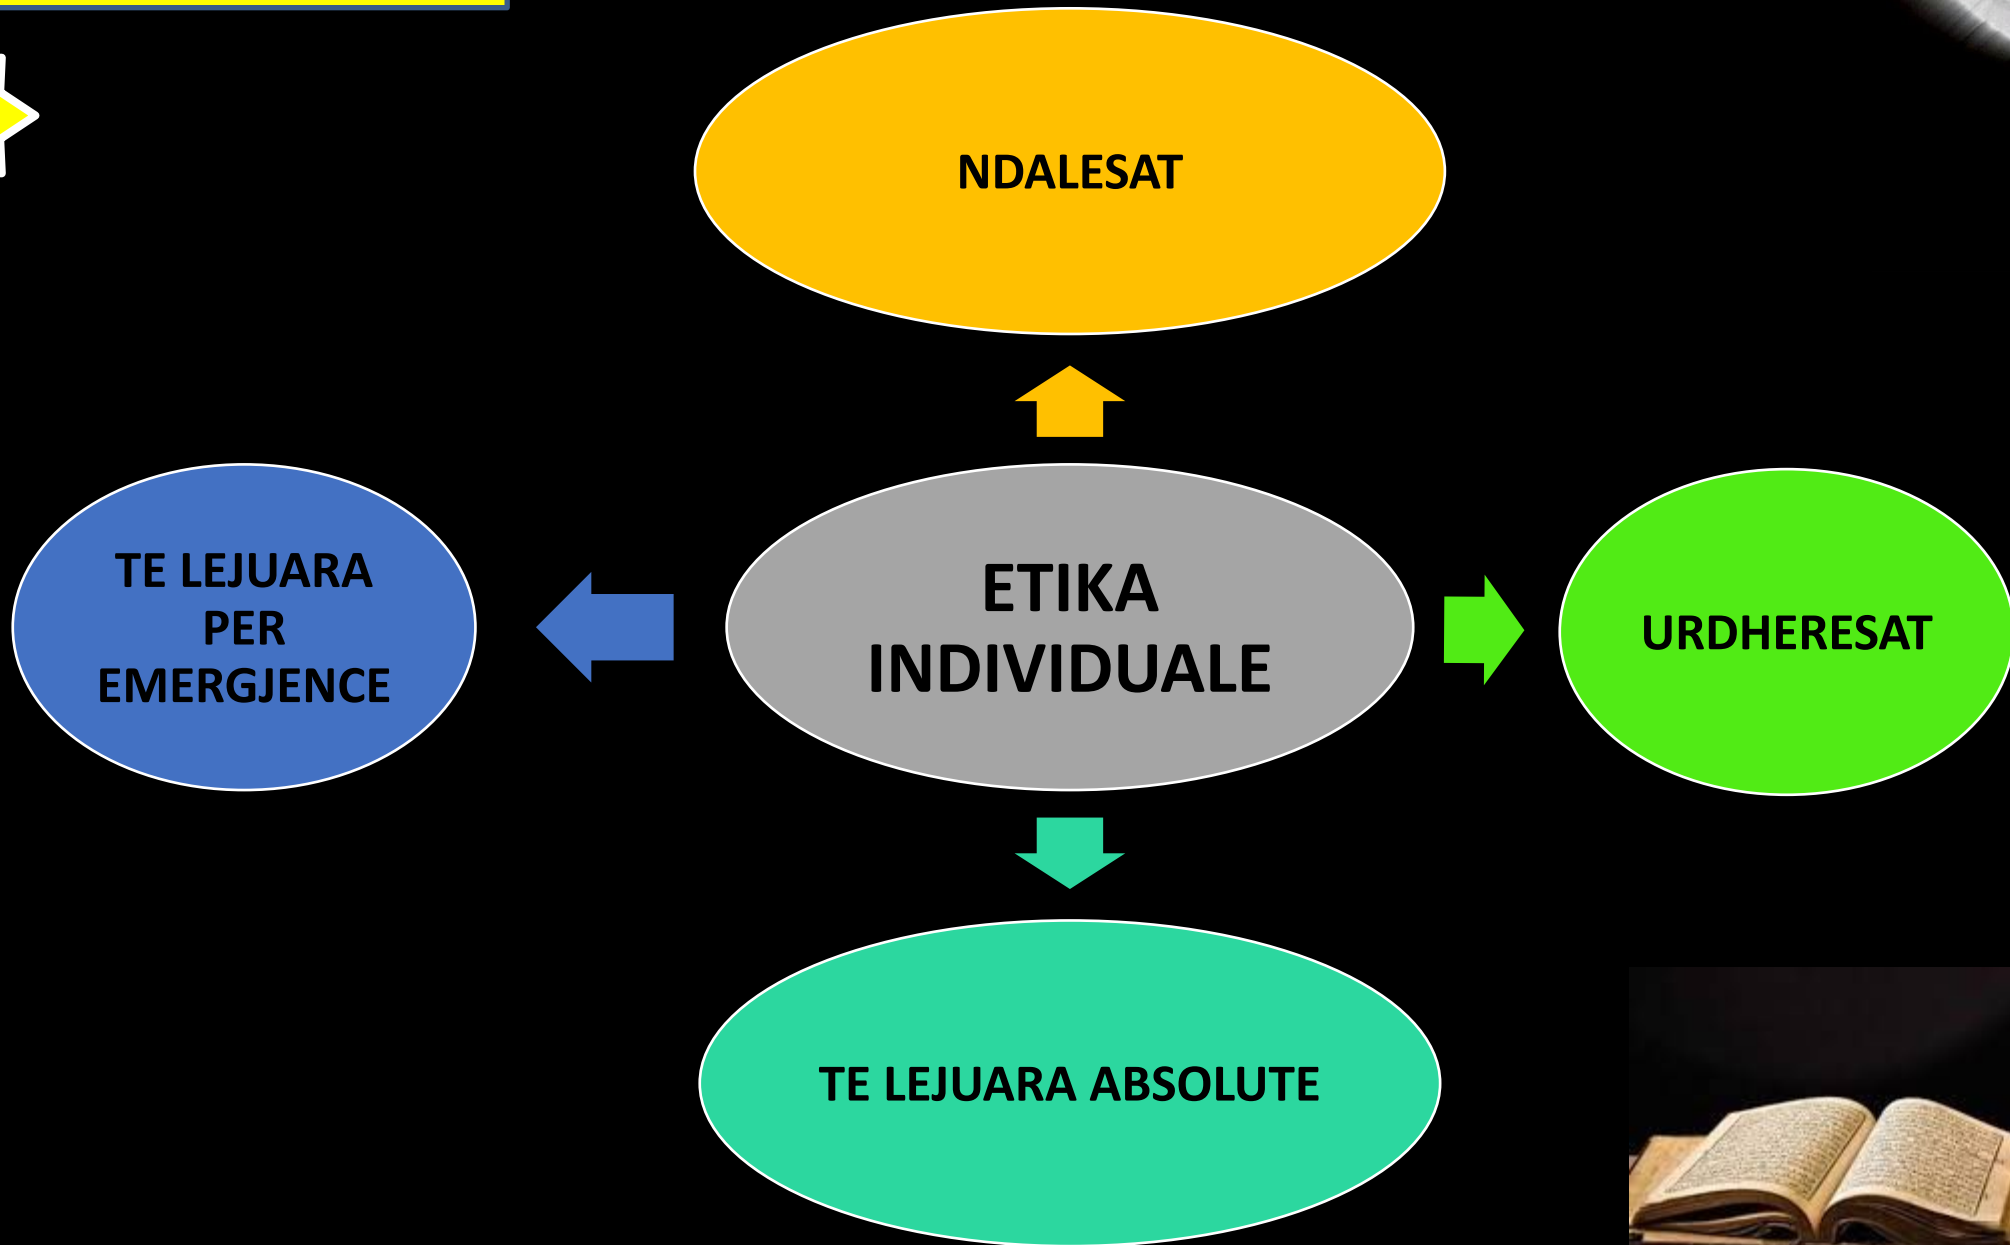 NDALESAT
TE LEJUARA
PER
EMERGJENCE
ETIKA
INDIVIDUALE
URDHERESAT
TE LEJUARA ABSOLUTE